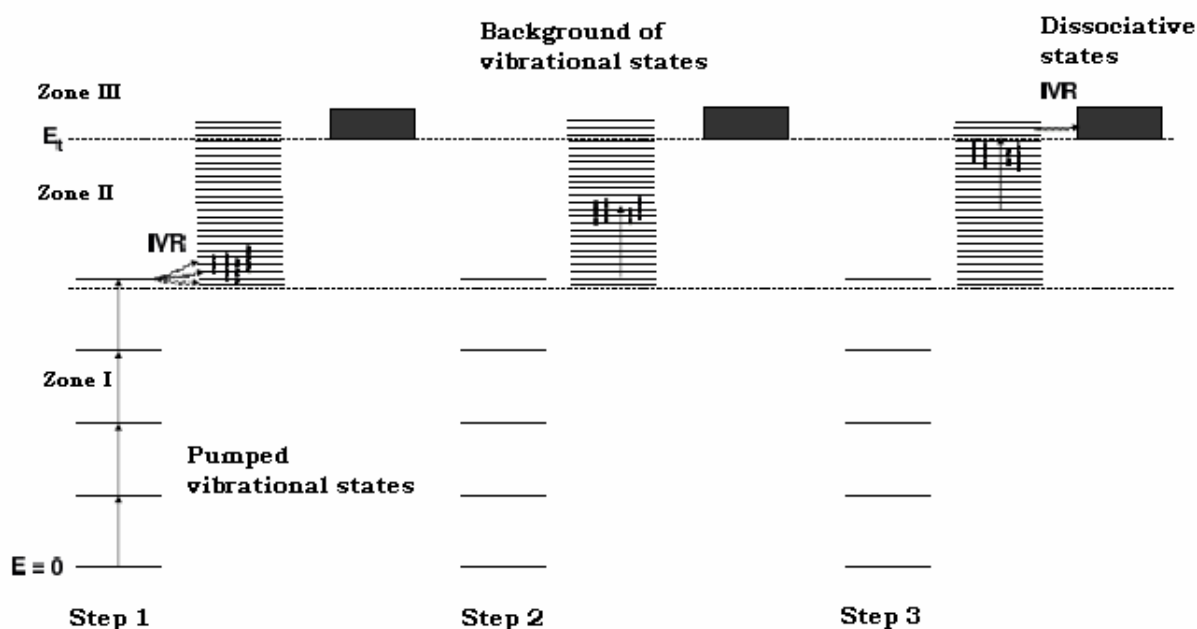 Background of
vibrational states
Dissociative
states
Zone III
IVR
Eₜ
Zone II
IVR
Zone I
Pumped
vibrational states
E ≡ 0
Step 1
Step 2
Step 3